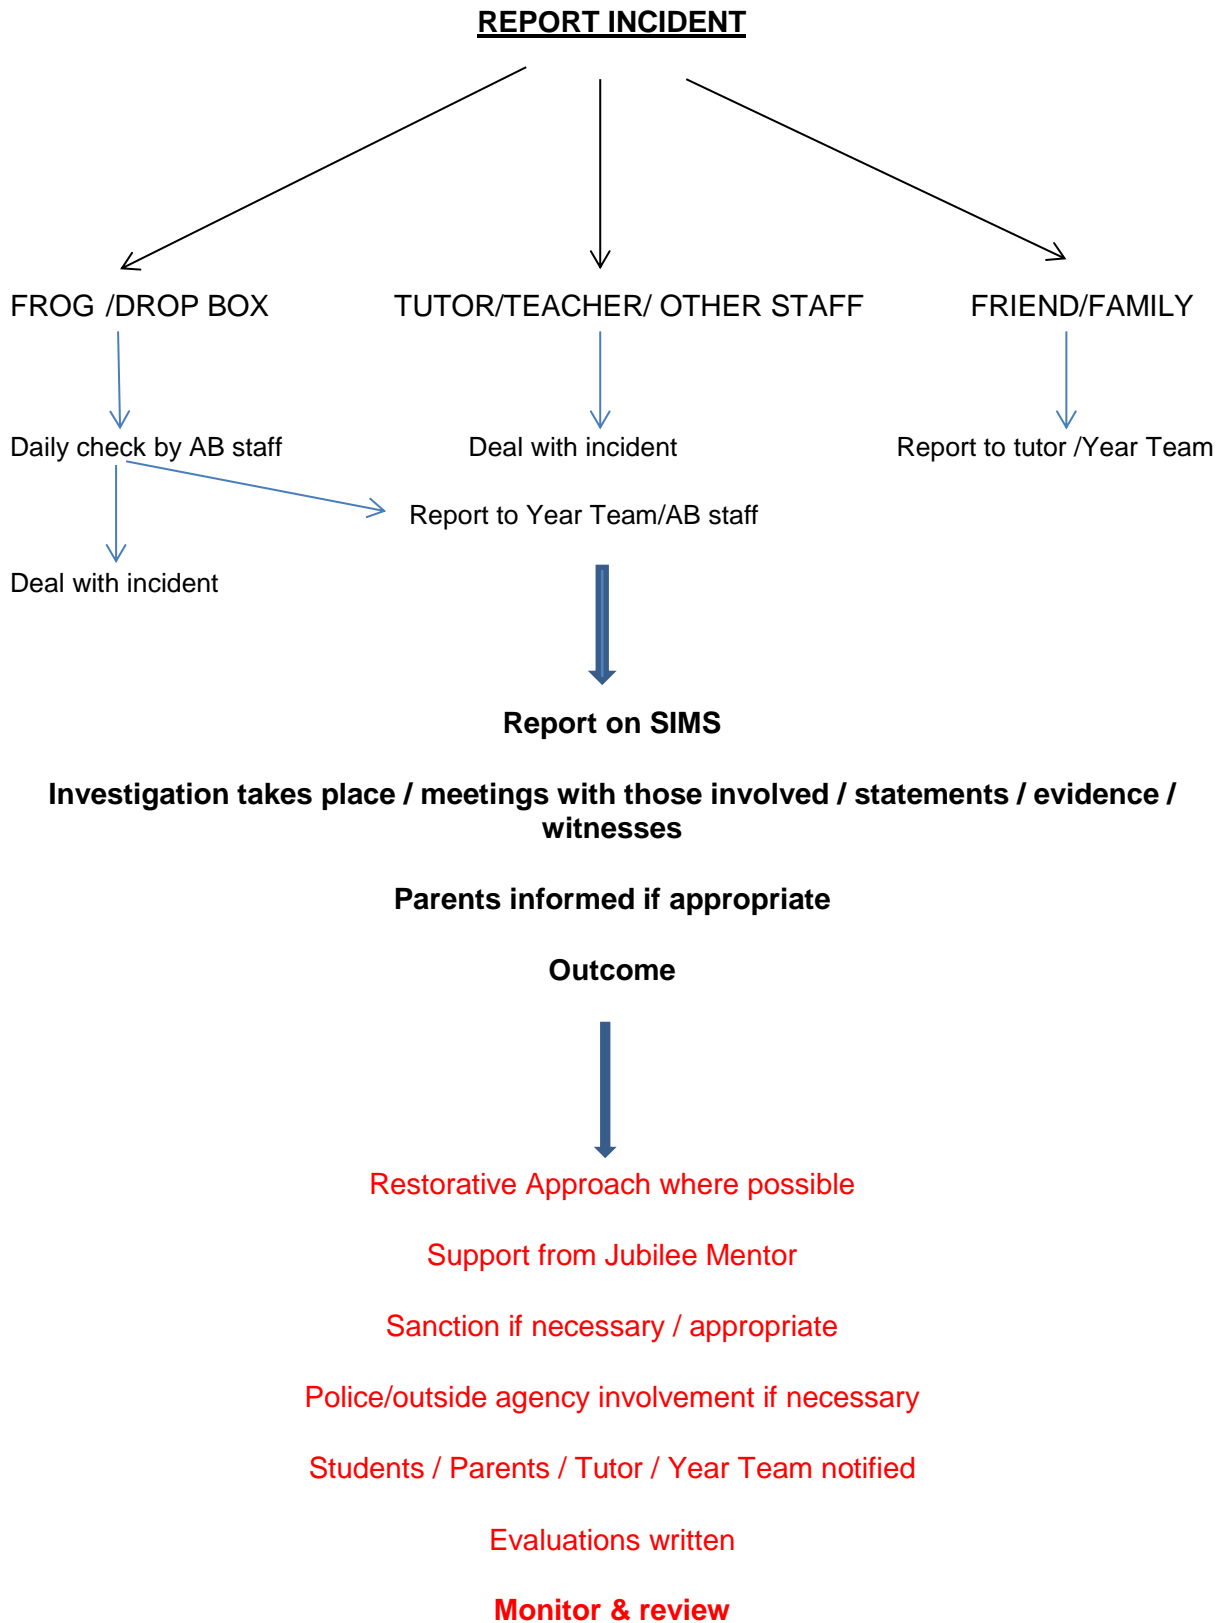 REPORT INCIDENT
FROG /DROP BOX
TUTOR/TEACHER/ OTHER STAFF
FRIEND/FAMILY
Daily check by AB staff
Deal with incident
Report to tutor /Year Team
Report to Year Team/AB staff
Deal with incident
Report on SIMS
Investigation takes place / meetings with those involved / statements / evidence /
witnesses
Parents informed if appropriate
Outcome
Restorative Approach where possible
Support from Jubilee Mentor
Sanction if necessary / appropriate
Police/outside agency involvement if necessary
Students / Parents / Tutor / Year Team notified
Evaluations written
Monitor & review